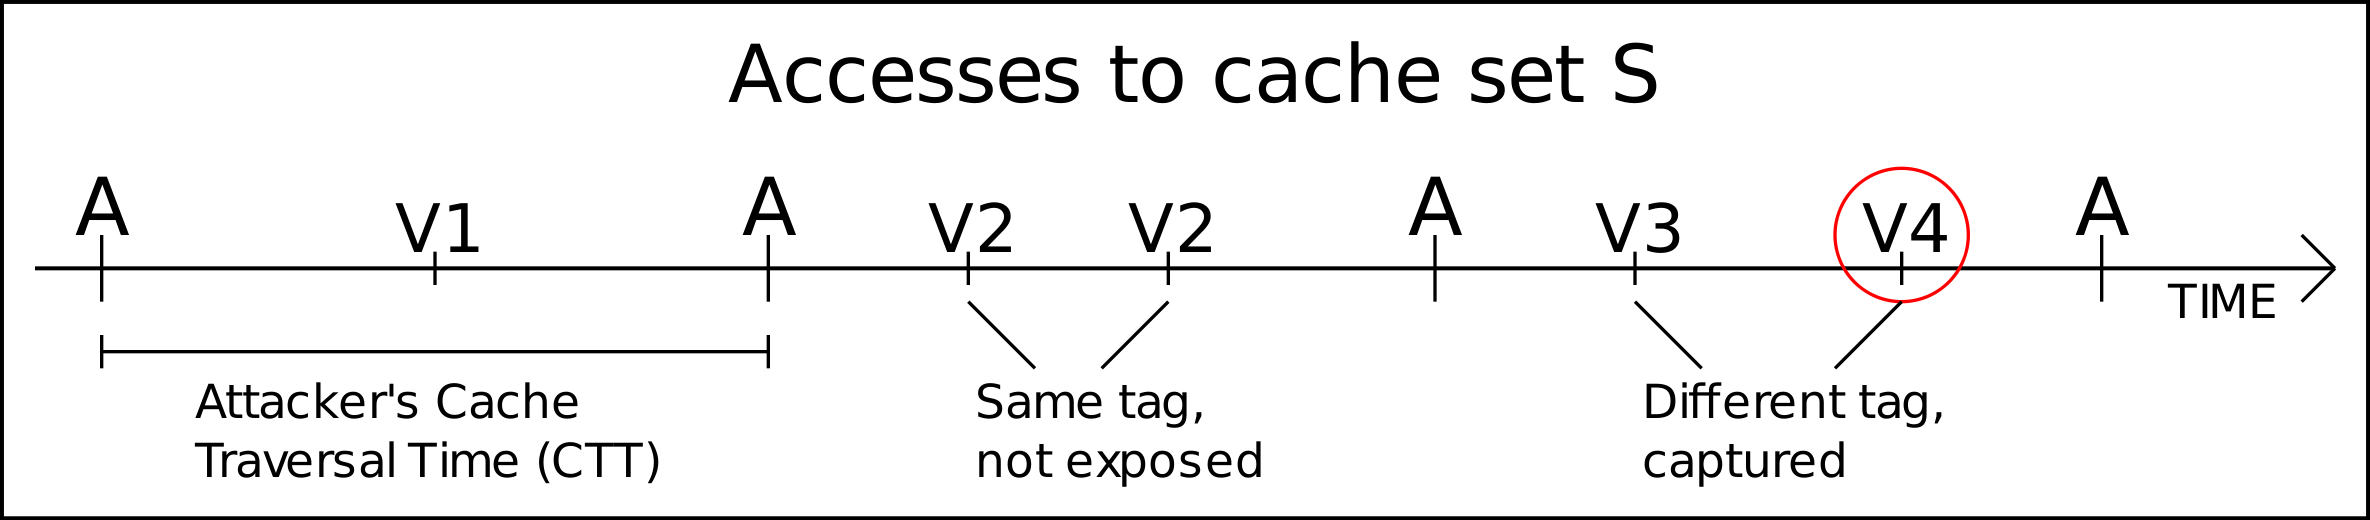 Accesses to cache set S
A V1 A V2 V2 A V3 V4 A
TIME
Attacker's Cache
Traversal Time (CTT)
Same tag,
not exposed
Different tag,
captured